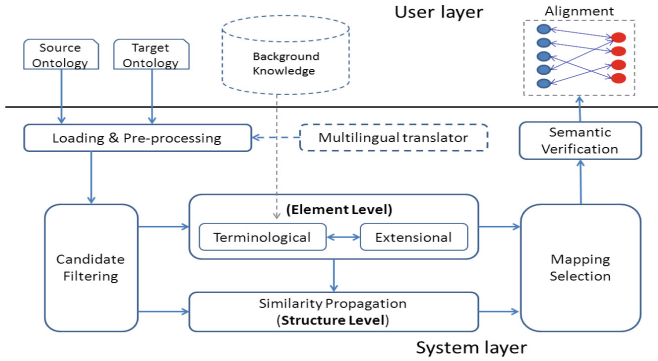 User layer
Alignment
Source
Ontology
Target
Ontology
Background
Knowledge
Loading & Pre-processing
Multilingual translator
Semantic
Verification
Candidate
Filtering
(Element Level)
Terminological
Extensional
Mapping
Selection
Similarity Propagation
(Structure Level)
System layer